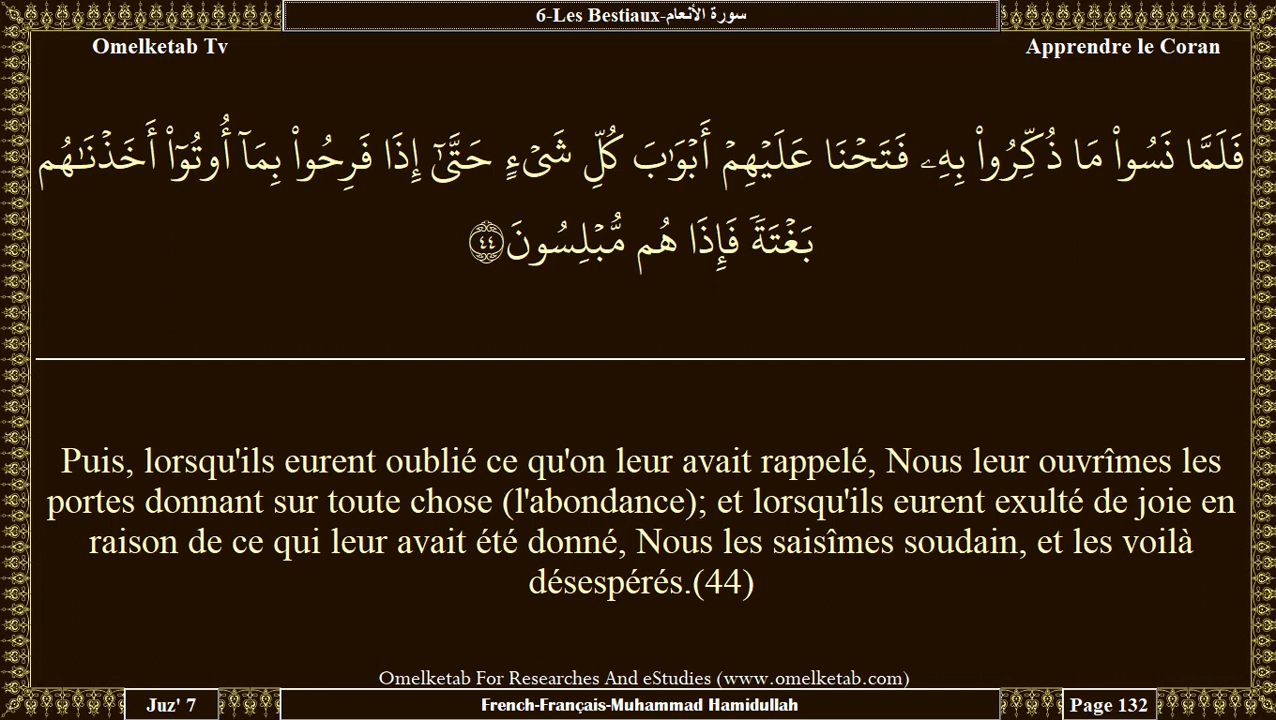 6-Les Bestiaux-سورة الأنعام
Omelketab Tv
Apprendre le Coran
فَلَمَّا نَسُوا۟ مَا ذُكِّرُوا۟ بِهِۦ فَتَحْنَا عَلَيْهِمْ أَبْوَٰبَ كُلِّ شَىْءٍ حَتَّىٰٓ إِذَا فَرِحُوا۟ بِمَآ أُوتُوٓا۟ أَخَذْنَٰهُم
بَغْتَةً فَإِذَا هُم مُّبْلِسُونَ ٤٤
Puis, lorsqu'ils eurent oublié ce qu'on leur avait rappelé, Nous leur ouvrîmes les
portes donnant sur toute chose (l'abondance); et lorsqu'ils eurent exulté de joie en
raison de ce qui leur avait été donné, Nous les saisîmes soudain, et les voilà
désespérés.(44)
Omelketab For Researches And eStudies (www.omelketab.com)
Juz' 7
French-Français-Muhammad Hamidullah
Page 132